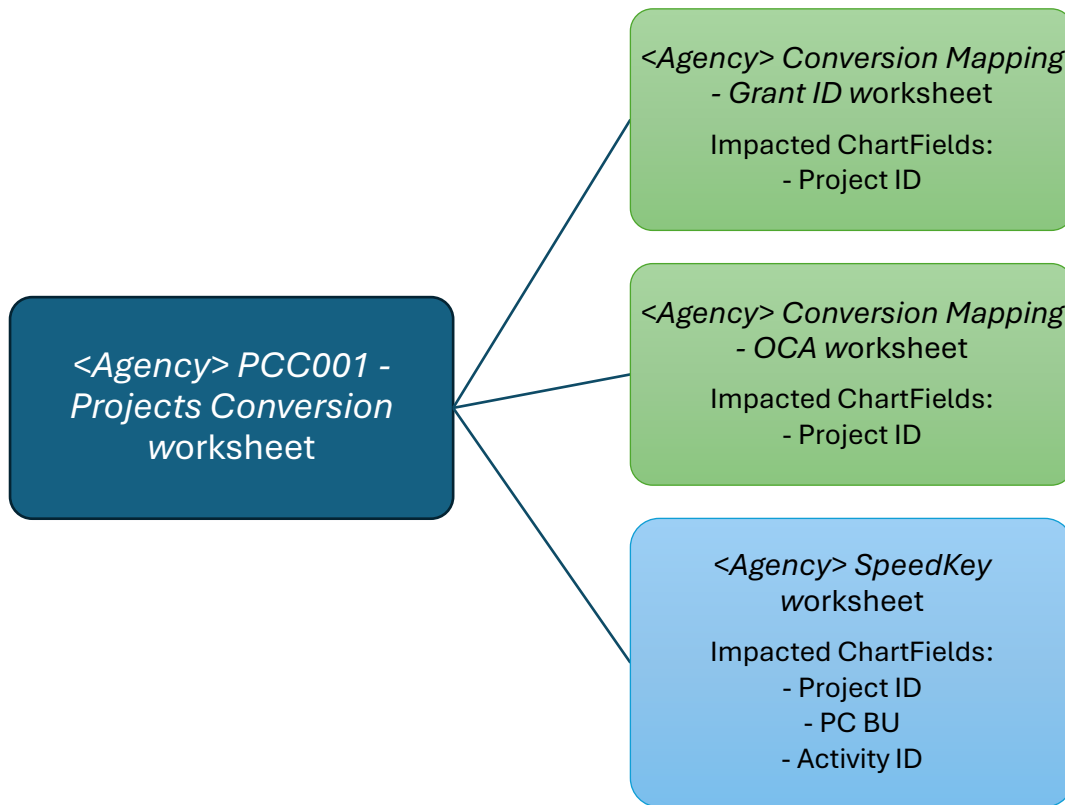 <Agency> Conversion Mapping
- Grant ID worksheet
Impacted ChartFields:
- Project ID
<Agency> Conversion Mapping
- OCA worksheet
Impacted ChartFields:
- Project ID
<Agency> PCC001 -
Projects Conversion
worksheet
<Agency> SpeedKey
worksheet
Impacted ChartFields:
- Project ID
- PC BU
- Activity ID